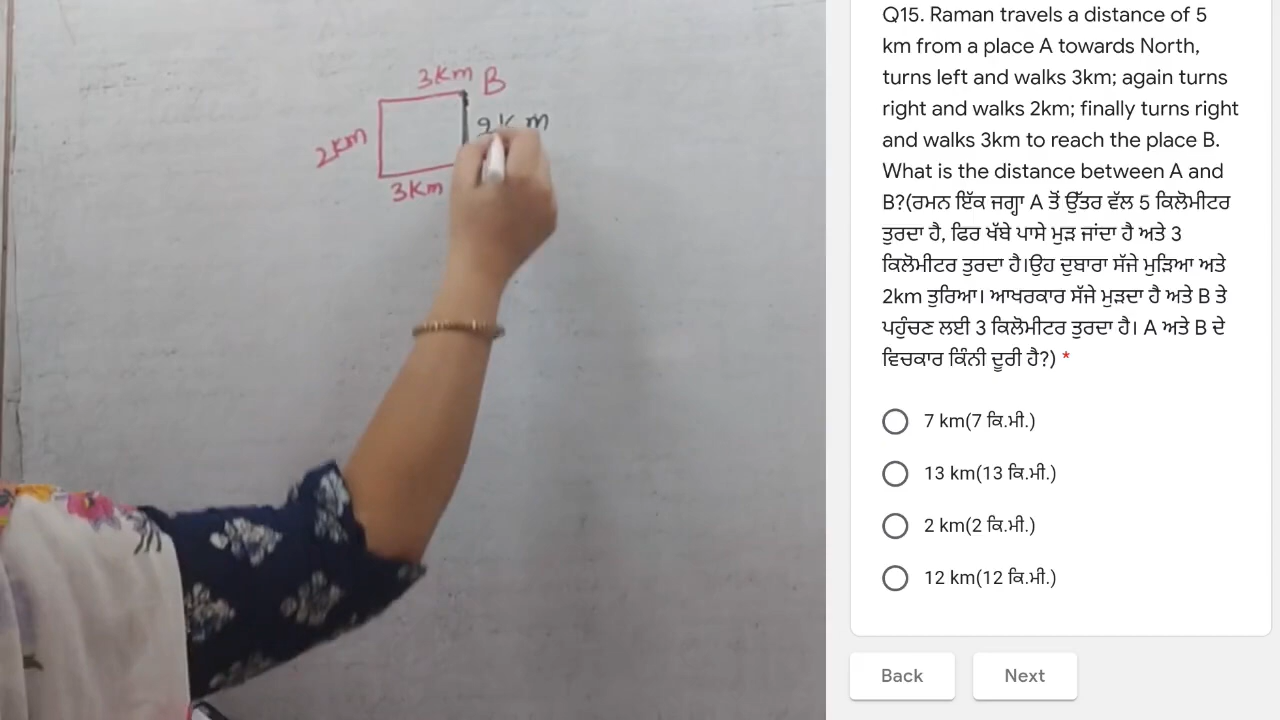 3km B
2km
2km
3km
Q15. Raman travels a distance of 5
km from a place A towards North,
turns left and walks 3km; again turns
right and walks 2km; finally turns right
and walks 3km to reach the place B.
What is the distance between A and
B?(ਰਮਨ ਇੱਕ ਜਗ੍ਹਾ A ਤੋਂ ਉੱਤਰ ਵੱਲ 5 ਕਿਲੋਮੀਟਰ
ਤੁਰਦਾ ਹੈ, ਫਿਰ ਖੱਬੇ ਪਾਸੇ ਮੁੜ ਜਾਂਦਾ ਹੈ ਅਤੇ 3
ਕਿਲੋਮੀਟਰ ਤੁਰਦਾ ਹੈ।ਉਹ ਦੁਬਾਰਾ ਸੱਜੇ ਮੁੜਿਆ ਅਤੇ
2km ਤੁਰਿਆ। ਆਖਰਕਾਰ ਸੱਜੇ ਮੁੜਦਾ ਹੈ ਅਤੇ B ਤੇ
ਪਹੁੰਚਣ ਲਈ 3 ਕਿਲੋਮੀਟਰ ਤੁਰਦਾ ਹੈ। A ਅਤੇ B ਦੇ
ਵਿਚਕਾਰ ਕਿੰਨੀ ਦੂਰੀ ਹੈ?) *
7 km(7 ਕਿ.ਮੀ.)
13 km(13 ਕਿ.ਮੀ.)
2 km(2 ਕਿ.ਮੀ.)
12 km(12 ਕਿ.ਮੀ.)
Back Next